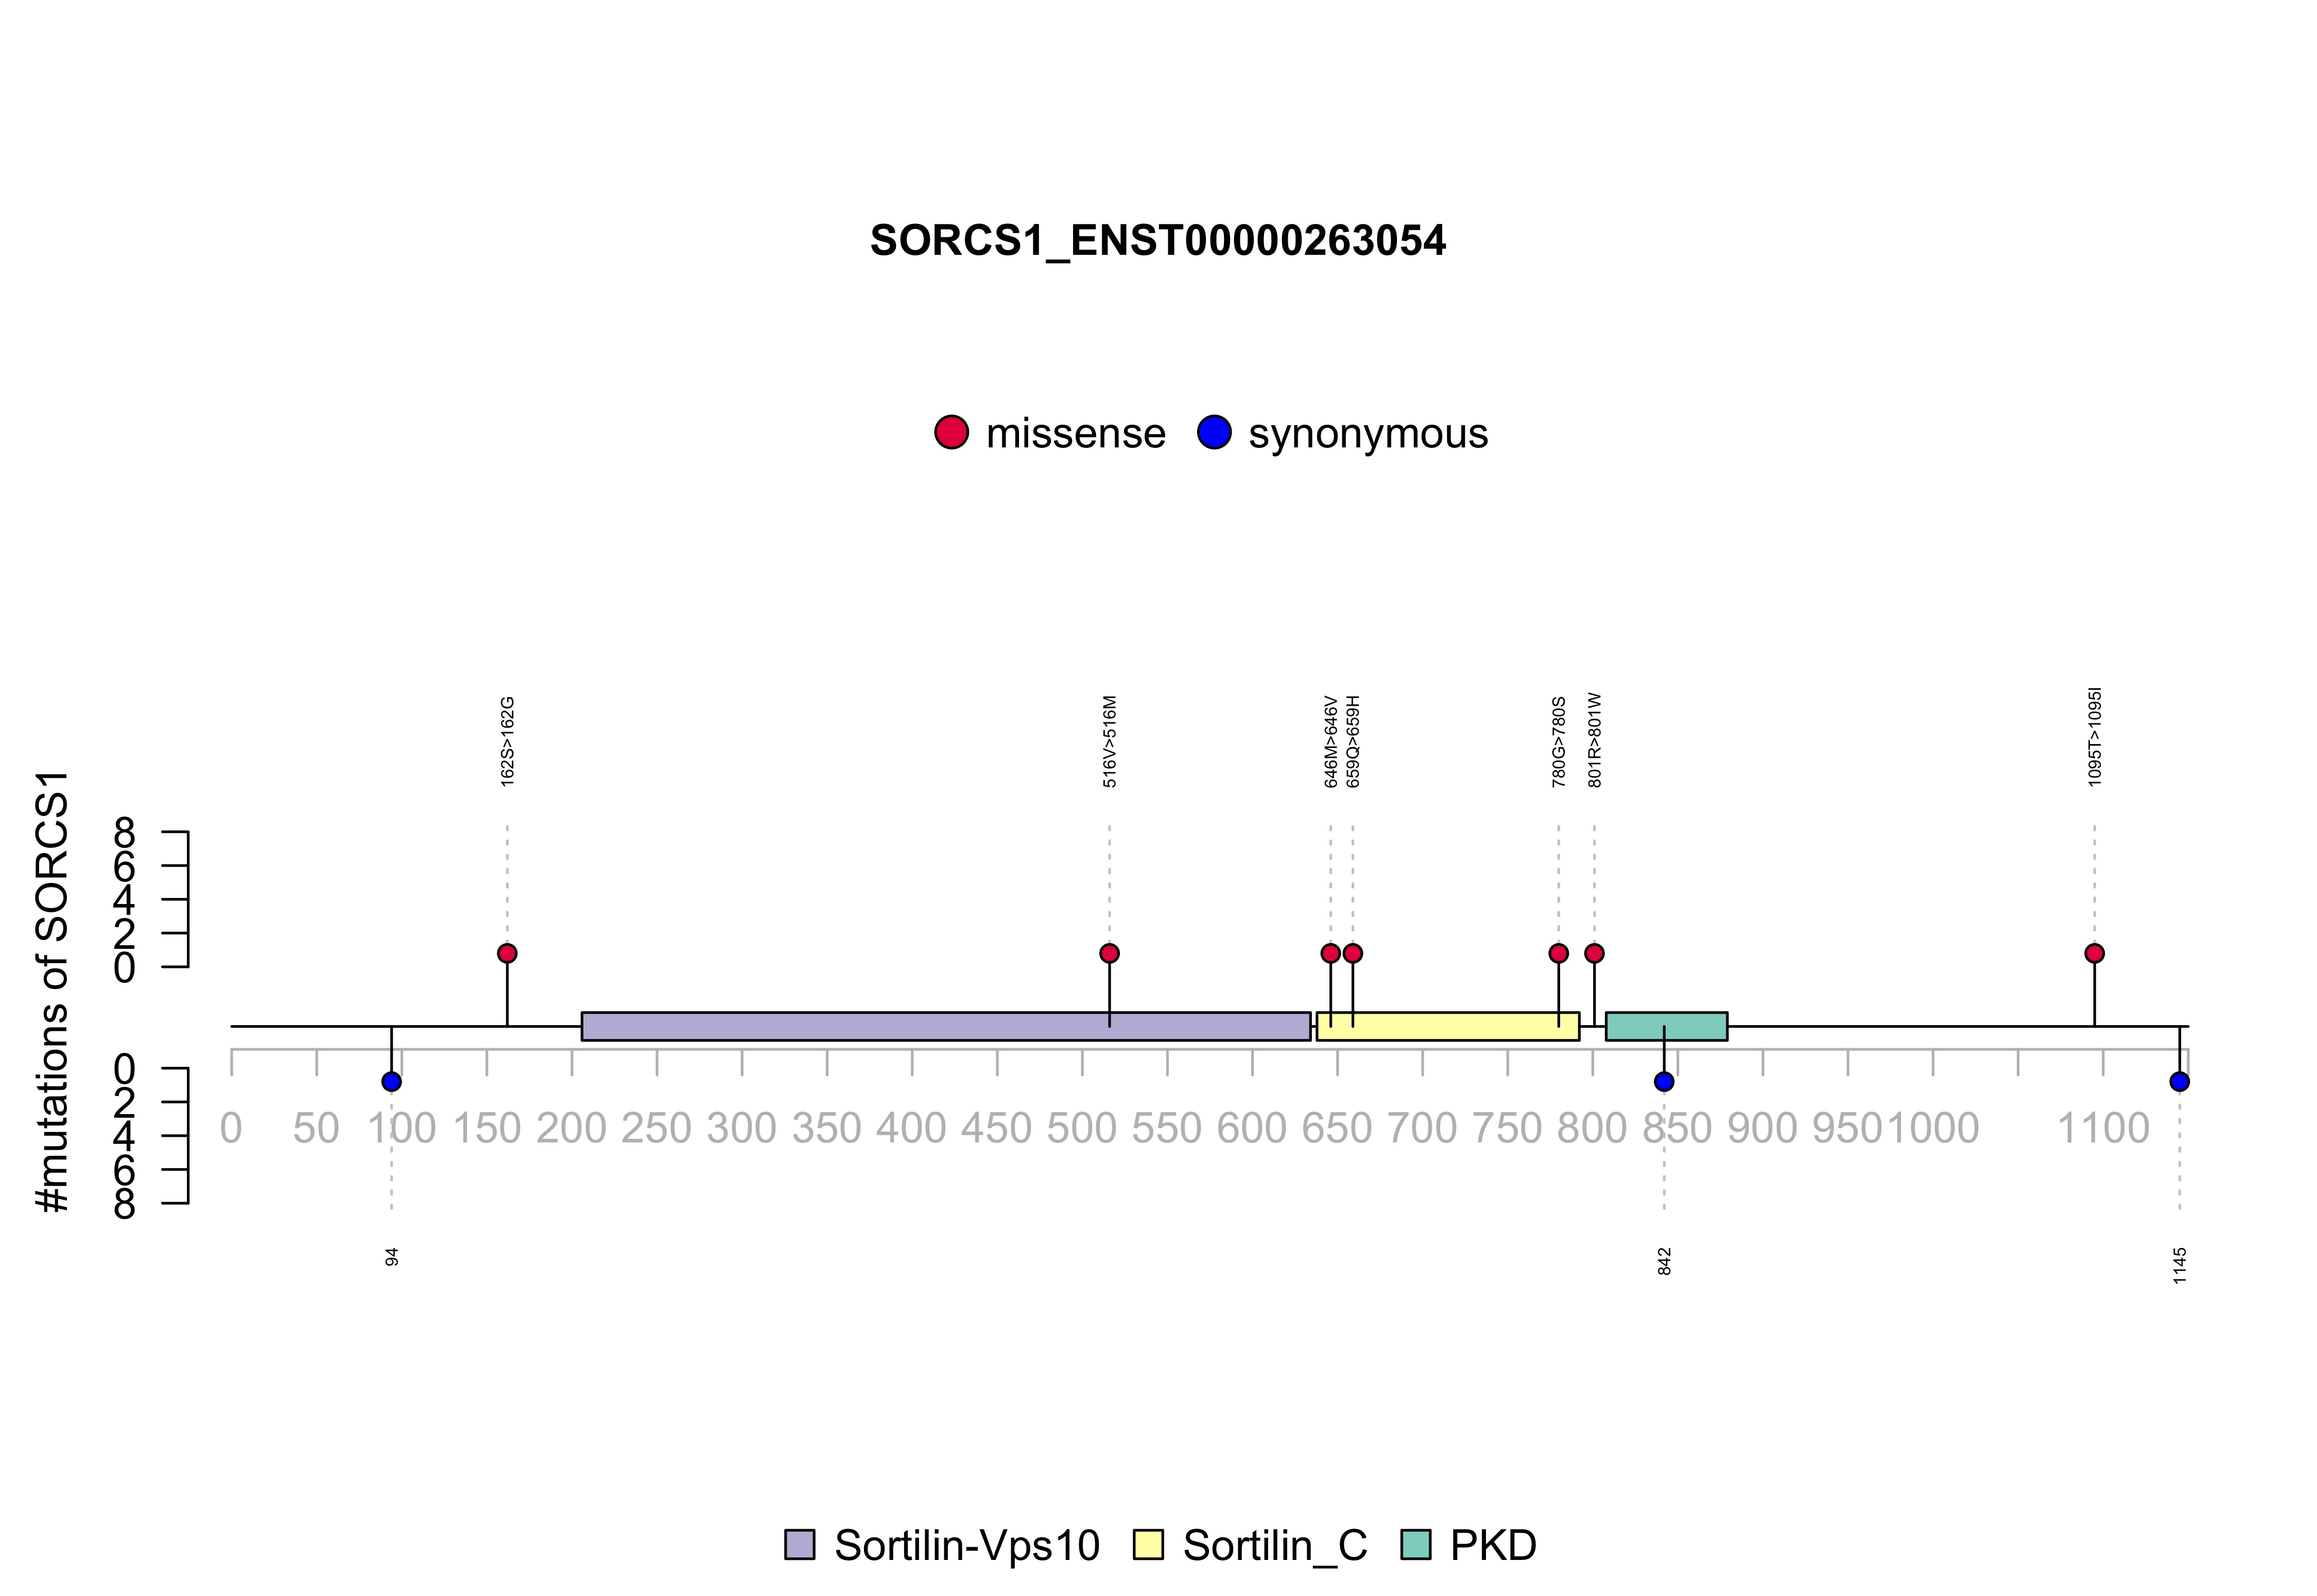 SORCS1_ENST00000263054
missense synonymous
162S>162G 516V>516M 646M>646V 659Q>659H 780G>780S 801R>801W 1095T>1095I
#mutations of SORCS1
8
6
4
2
0
0
2
4
6
8
0 50 100 150 200 250 300 350 400 450 500 550 600 650 700 750 800 850 900 950 1000 1100
94 842 1145
Sortilin-Vps10 Sortilin_C PKD